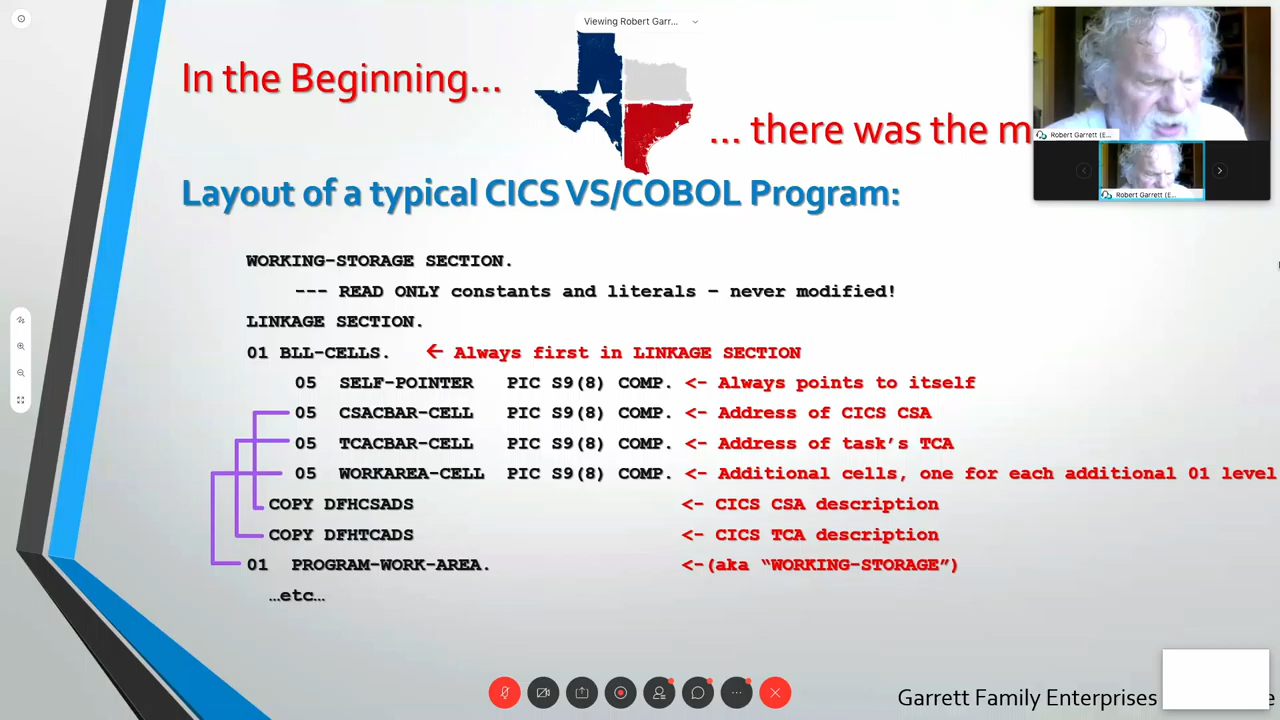 Viewing Robert Garr...
In the Beginning...
... there was the m
Robert Garrett (E...
Robert Garrett (E...
Layout of a typical CICS VS/COBOL Program:
WORKING-STORAGE SECTION.
--- READ ONLY constants and literals – never modified!
LINKAGE SECTION.
01 BLL-CELLS. ← Always first in LINKAGE SECTION
05 SELF-POINTER PIC S9(8) COMP. <- Always points to itself
05 CSACBAR-CELL PIC S9(8) COMP. <- Address of CICS CSA
05 TCACBAR-CELL PIC S9(8) COMP. <- Address of task’s TCA
05 WORKAREA-CELL PIC S9(8) COMP. <- Additional cells, one for each additional 01 level
COPY DFHCSADS <- CICS CSA description
COPY DFHTCADS <- CICS TCA description
01 PROGRAM-WORK-AREA. <-(aka “WORKING-STORAGE”)
…etc…
Garrett Family Enterprises